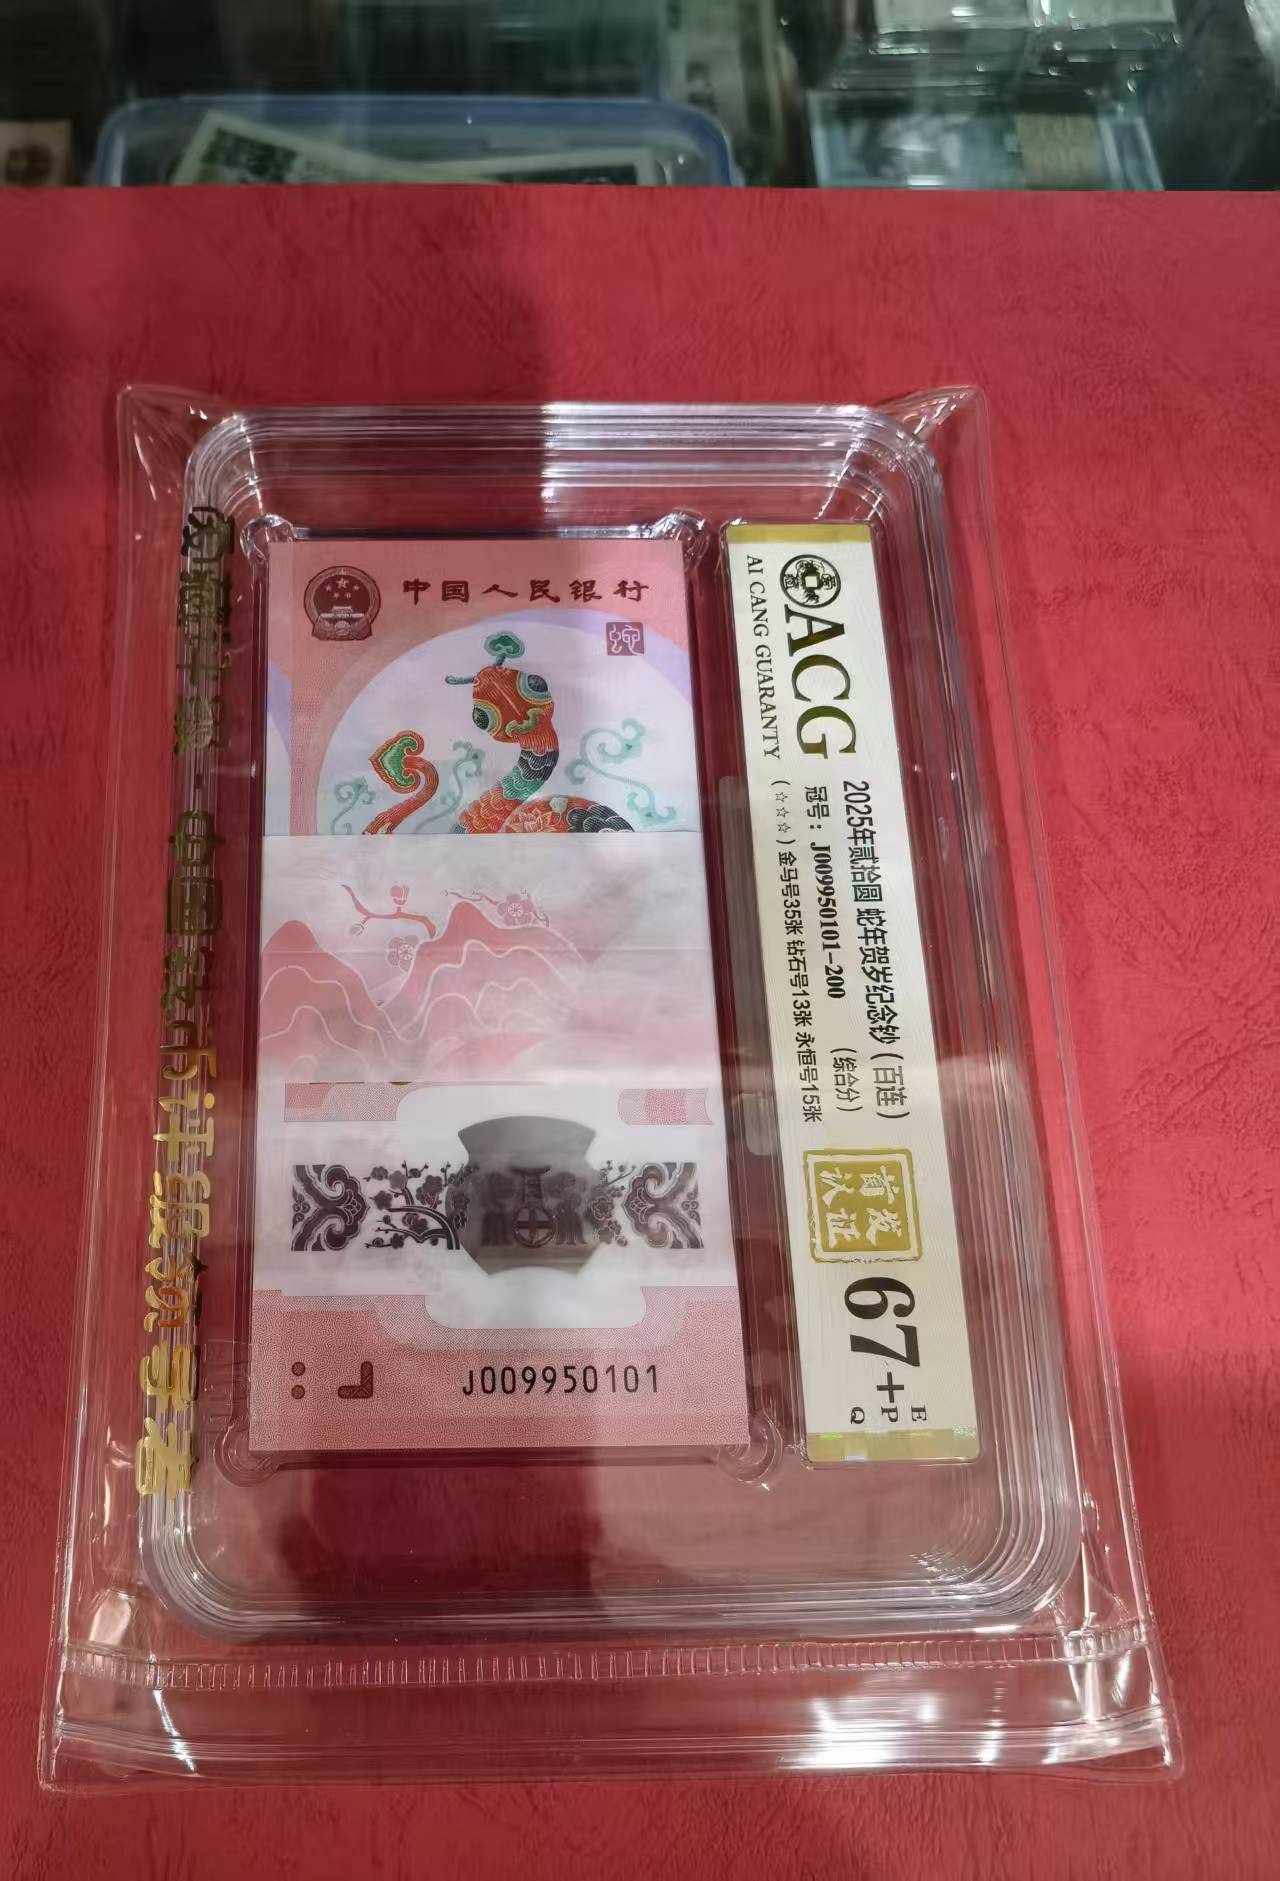 中国人民银行
J009950101
ACG
AI CANG GUARANTY
2025年贰拾圆 蛇年贺岁纪念钞（百连）
冠号：J009950101-200 （综合分）
（☆☆☆）金马号35张 钻石号13张 永恒号15张
首发
认证
67+
E
P
Q